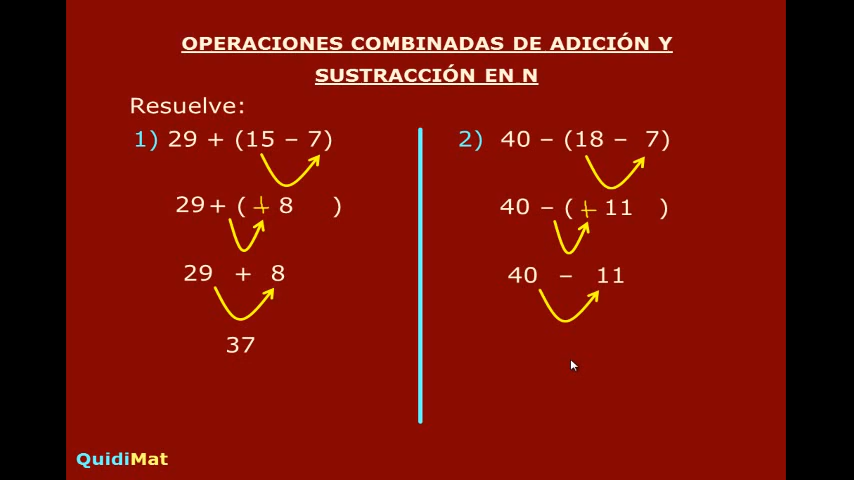 OPERACIONES COMBINADAS DE ADICIÓN Y
SUSTRACCIÓN EN N
Resuelve:
1) 29 + (15 – 7)
29 + ( + 8 )
29 + 8
37
2) 40 – (18 – 7)
40 – ( + 11 )
40 – 11
QuidiMat